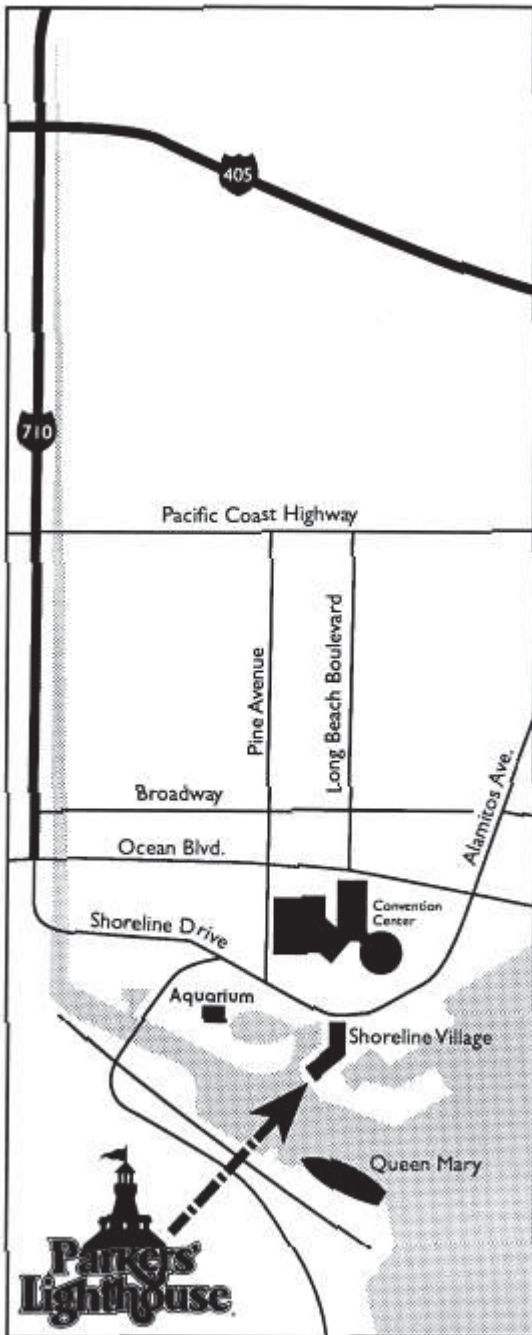 405
710
Pacific Coast Highway
Pine Avenue
Long Beach Boulevard
Alamitos Ave.
Broadway
Ocean Blvd.
Shoreline Drive
Convention
Center
Aquarium
Shoreline Village
Queen Mary
Parkers'
Lighthouse